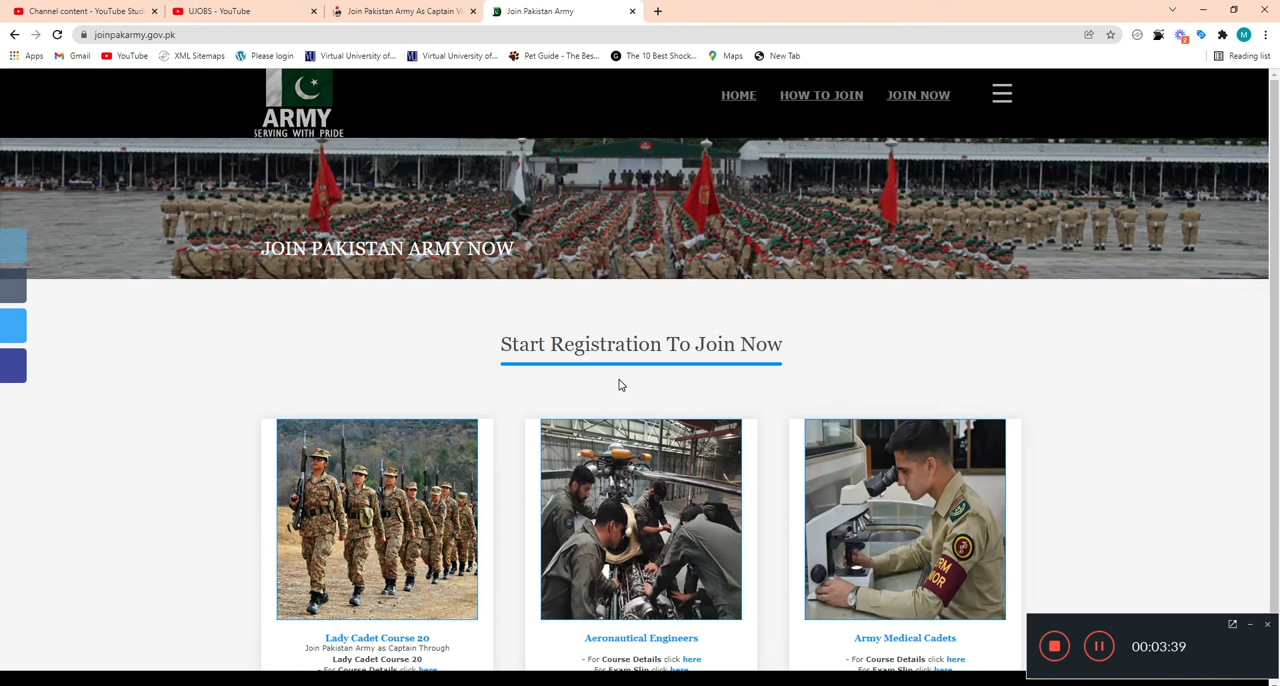 Channel content - YouTube Stud
UJOBS - YouTube
Join Pakistan Army As Captain V
Join Pakistan Army
joinpakarmy.gov.pk
M
2
Apps
Gmail
YouTube
XML Sitemaps
Please login
Virtual University of...
Virtual University of...
Pet Guide - The Bes...
The 10 Best Shock...
Maps
New Tab
Reading list
ARMY
SERVING WITH PRIDE
HOME
HOW TO JOIN
JOIN NOW
JOIN PAKISTAN ARMY NOW
Start Registration To Join Now
Lady Cadet Course 20
Join Pakistan Army as Captain Through
Lady Cadet Course 20
- For Course Details click here
Aeronautical Engineers
- For Course Details click here
- For Exam Slip click here
Army Medical Cadets
- For Course Details click here
- For Exam Slip click here
00:03:39